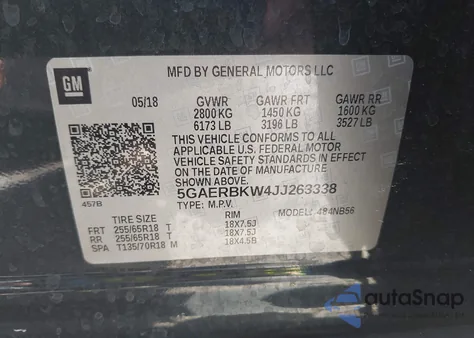 GM
MFD BY GENERAL MOTORS LLC
05/18 GVWR GAWR FRT GAWR RR
2800 KG 1450 KG 1600 KG
6173 LB 3196 LB 3527 LB
THIS VEHICLE CONFORMS TO ALL
APPLICABLE U.S. FEDERAL MOTOR
VEHICLE SAFETY STANDARDS IN
EFFECT ON THE DATE OF MANUFACTURE
SHOWN ABOVE.
457B 5GAERBKW4JJ263338
TYPE: M.P.V. MODEL: 4B4NB56
TIRE SIZE RIM
FRT 255/65R18 T 18X7.5J
RR 255/65R18 T 18X7.5J
SPA T135/70R18 M 18X4.5B
autoSnap
www.autosnap.com